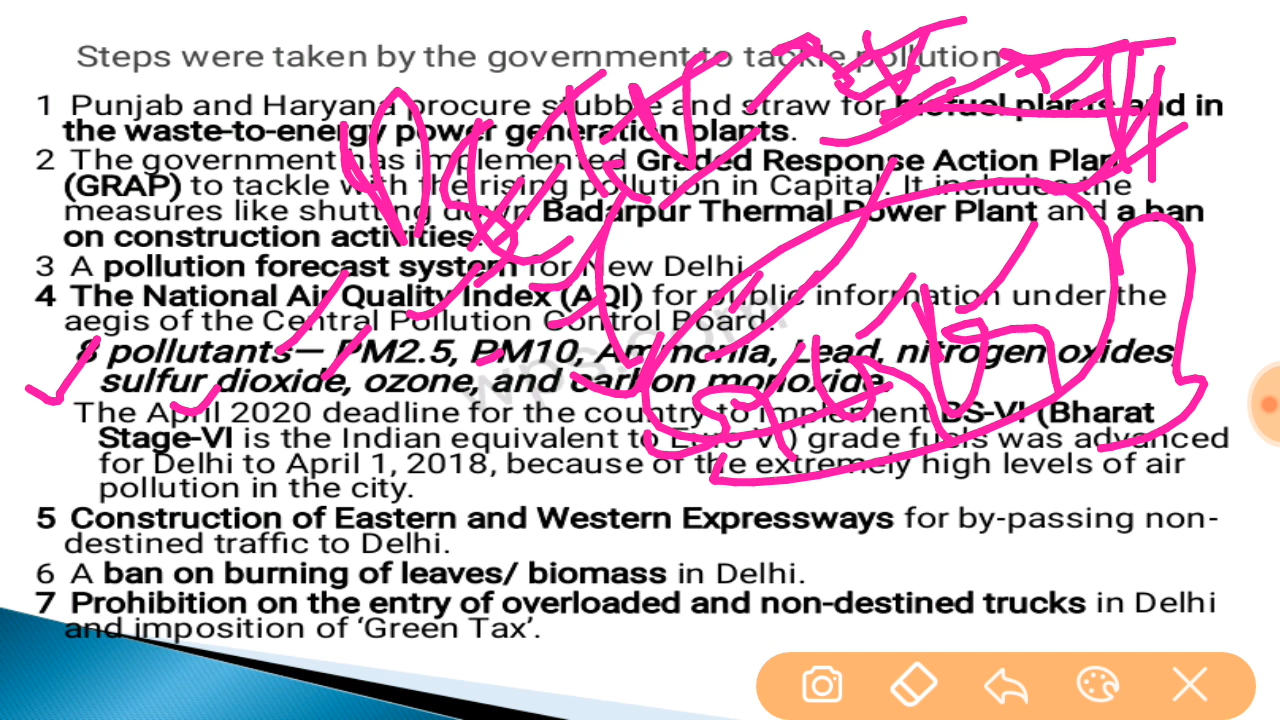 Steps were taken by the government to tackle pollution
1 Punjab and Haryana procure stubble and straw for biofuel plants and in
the waste-to-energy power generation plants.
2 The government has implemented Graded Response Action Plan
(GRAP) to tackle with the rising pollution in Capital. It includes the
measures like shutting down Badarpur Thermal Power Plant and a ban
on construction activities.
3 A pollution forecast system for New Delhi.
4 The National Air Quality Index (AQI) for public information under the
aegis of the Central Pollution Control Board.
8 pollutants— PM2.5, PM10, Ammonia, Lead, nitrogen oxides,
sulfur dioxide, ozone, and carbon monoxide.
The April 2020 deadline for the country to implement BS-VI (Bharat
Stage-VI is the Indian equivalent to Euro VI) grade fuels was advanced
for Delhi to April 1, 2018, because of the extremely high levels of air
pollution in the city.
5 Construction of Eastern and Western Expressways for by-passing non-
destined traffic to Delhi.
6 A ban on burning of leaves/ biomass in Delhi.
7 Prohibition on the entry of overloaded and non-destined trucks in Delhi
and imposition of ‘Green Tax’.